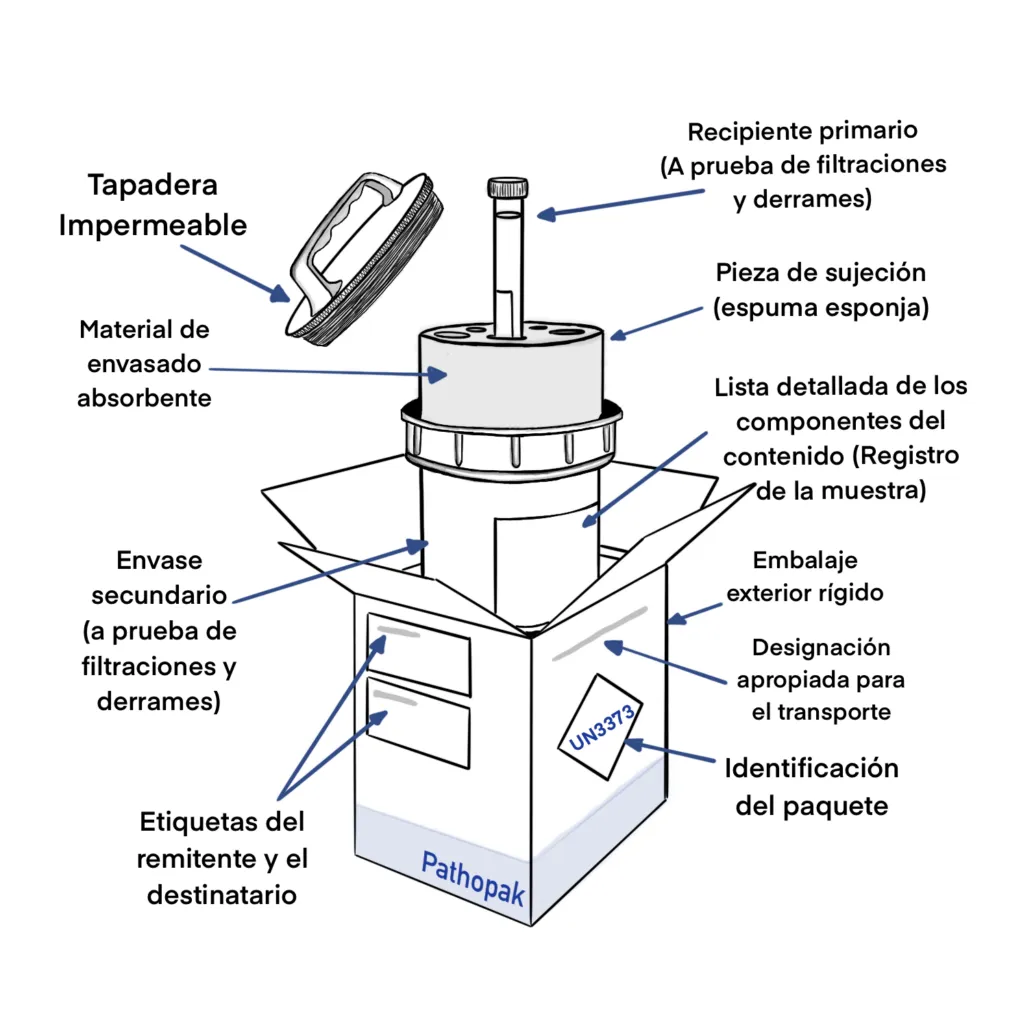 Recipiente primario
(A prueba de filtraciones
y derrames)
Tapadera
Impermeable
Pieza de sujeción
(espuma esponja)
Material de
envasado
absorbente
Lista detallada de los
componentes del
contenido (Registro
de la muestra)
Envase
secundario
(a prueba de
filtraciones y
derrames)
Embalaje
exterior rígido
Designación
apropiada para
el transporte
UN3373
Identificación
del paquete
Etiquetas del
remitente y el
destinatario
Pathopak